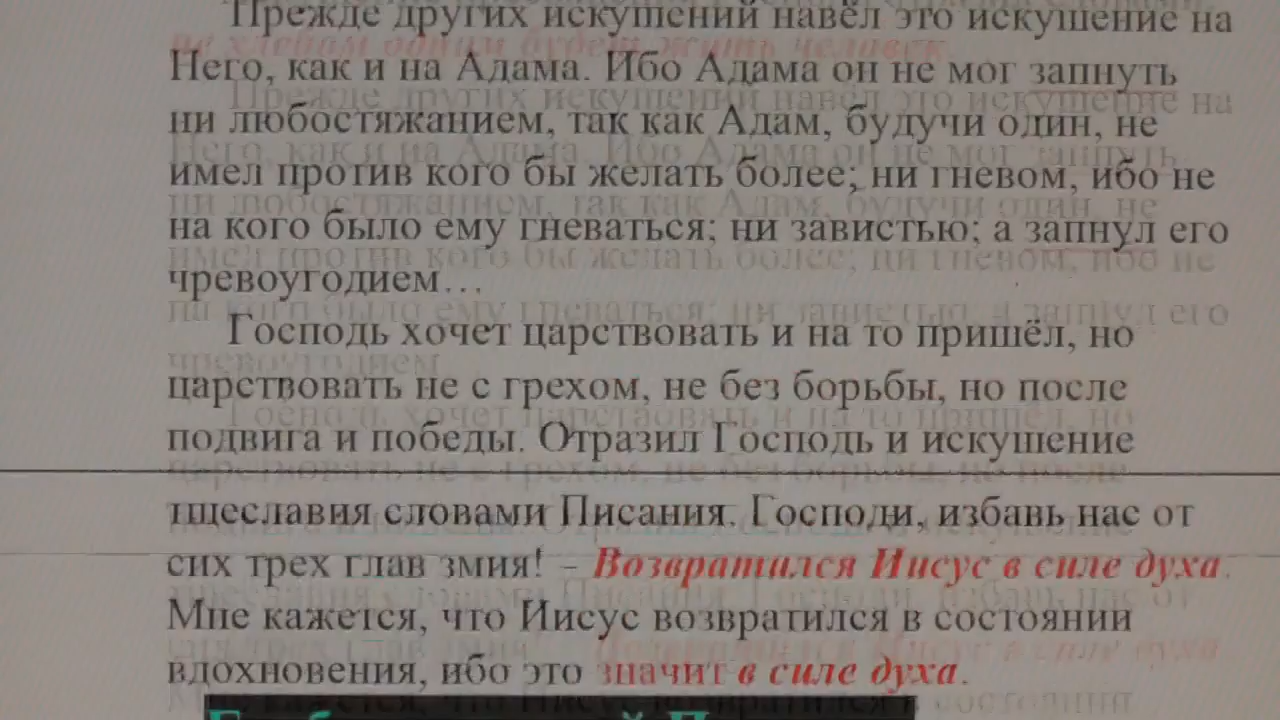 Прежде других искушений навёл это искушение на
Него, как и на Адама. Ибо Адама он не мог запнуть
ни любостяжанием, так как Адам, будучи один, не
имел против кого бы желать более; ни гневом, ибо не
на кого было ему гневаться; ни завистью; а запнул его
чревоугодием…
Господь хочет царствовать и на то пришёл, но
царствовать не с грехом, не без борьбы, но после
подвига и победы. Отразил Господь и искушение
тщеславия словами Писания. Господи, избавь нас от
сих трех глав змия! – Возвратился Иисус в силе духа.
Мне кажется, что Иисус возвратился в состоянии
вдохновения, ибо это значит в силе духа.